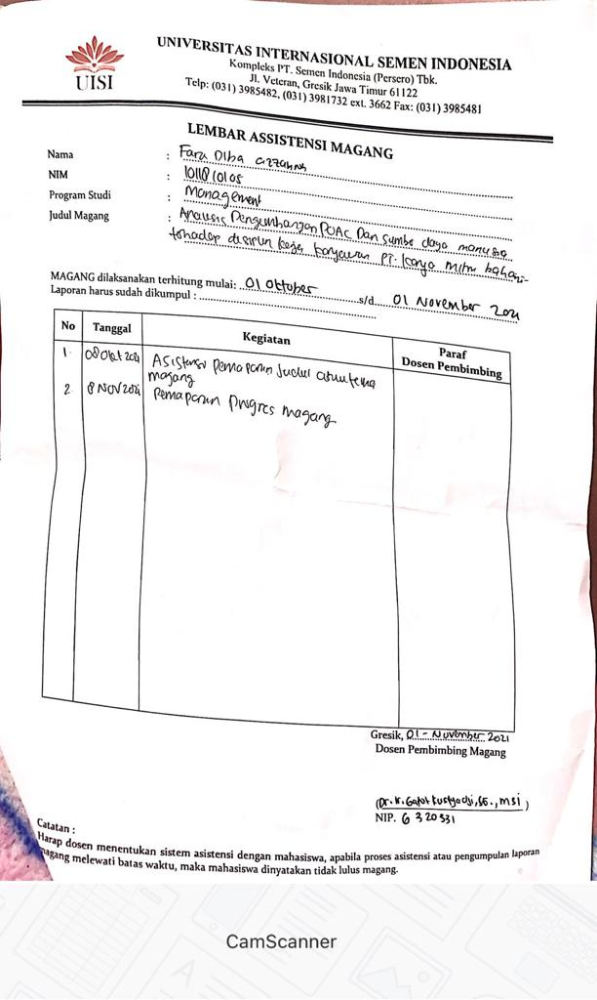 UISI
UNIVERSITAS INTERNASIONAL SEMEN INDONESIA
Kompleks PT. Semen Indonesia (Persero) Tbk.
Jl. Veteran, Gresik Jawa Timur 61122
Telp: (031) 3985482, (031) 3981732 ext. 3662 Fax: (031) 3985481
LEMBAR ASSISTENSI MAGANG
Nama : Fara Diba Azzahra
NIM : 1011810105
Program Studi : Management
Judul Magang : Analisis Pengembangan POAC Dan Sumber daya manusia
terhadap disiplin kerja karyawan PT. Karya Mitra
MAGANG dilaksanakan terhitung mulai: 01 Oktober s/d. 01 November 2021
Laporan harus sudah dikumpul :
No Tanggal Kegiatan Paraf Dosen Pembimbing
1. 08 Okt 2021 Asistensi pemaparan Judul atau tema
magang
2. 8 Nov 2021 Pemaparan Progres magang
Gresik, 01 - November 2021
Dosen Pembimbing Magang
(Dr. Ir. Gatot Kustyadji, SE., Msi)
NIP. 6320331
Catatan :
Harap dosen menentukan sistem asistensi dengan mahasiswa, apabila proses asistensi atau pengumpulan laporan
magang melewati batas waktu, maka mahasiswa dinyatakan tidak lulus magang.
CamScanner